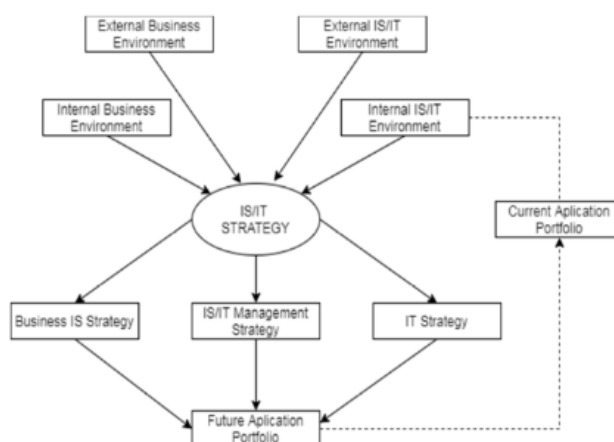 External Business
Environment
External IS/IT
Environment
Internal Business
Environment
Internal IS/IT
Environment
IS/IT
STRATEGY
Current Aplication
Portfolio
Business IS Strategy
IS/IT Management
Strategy
IT Strategy
Future Aplication
Portfolio